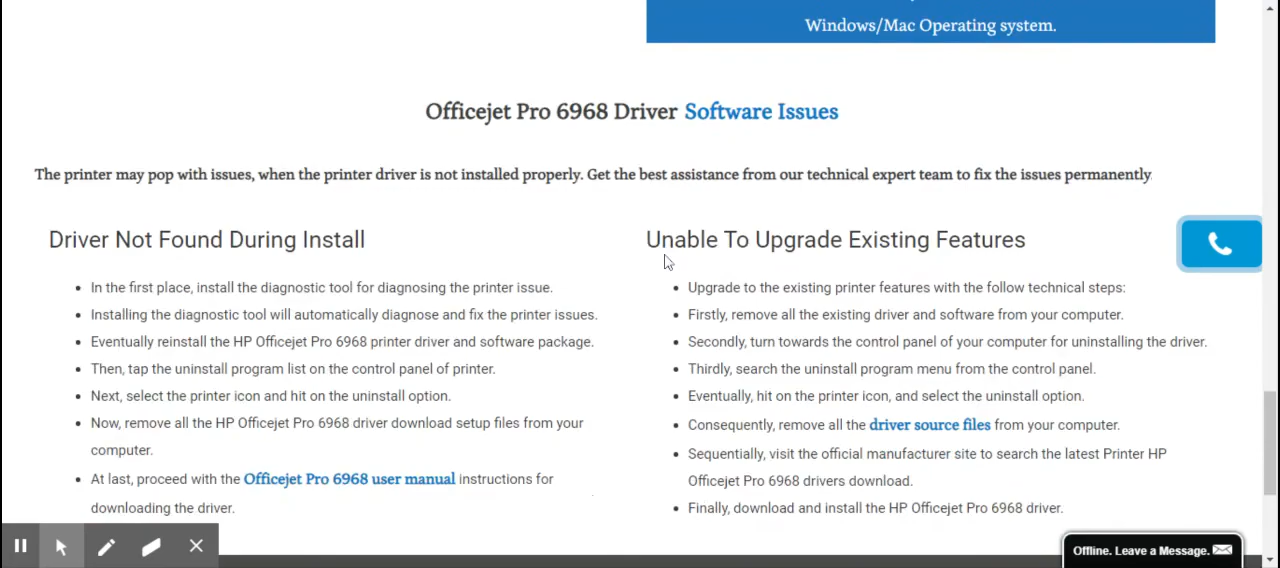 Windows/Mac Operating system.
Officejet Pro 6968 Driver Software Issues
The printer may pop with issues, when the printer driver is not installed properly. Get the best assistance from our technical expert team to fix the issues permanently.
Driver Not Found During Install
In the first place, install the diagnostic tool for diagnosing the printer issue.
Installing the diagnostic tool will automatically diagnose and fix the printer issues.
Eventually reinstall the HP Officejet Pro 6968 printer driver and software package.
Then, tap the uninstall program list on the control panel of printer.
Next, select the printer icon and hit on the uninstall option.
Now, remove all the HP Officejet Pro 6968 driver download setup files from your
computer.
At last, proceed with the Officejet Pro 6968 user manual instructions for
downloading the driver.
Unable To Upgrade Existing Features
Upgrade to the existing printer features with the follow technical steps:
Firstly, remove all the existing driver and software from your computer.
Secondly, turn towards the control panel of your computer for uninstalling the driver.
Thirdly, search the uninstall program menu from the control panel.
Eventually, hit on the printer icon, and select the uninstall option.
Consequently, remove all the driver source files from your computer.
Sequentially, visit the official manufacturer site to search the latest Printer HP
Officejet Pro 6968 drivers download.
Finally, download and install the HP Officejet Pro 6968 driver.
Offline. Leave a Message.